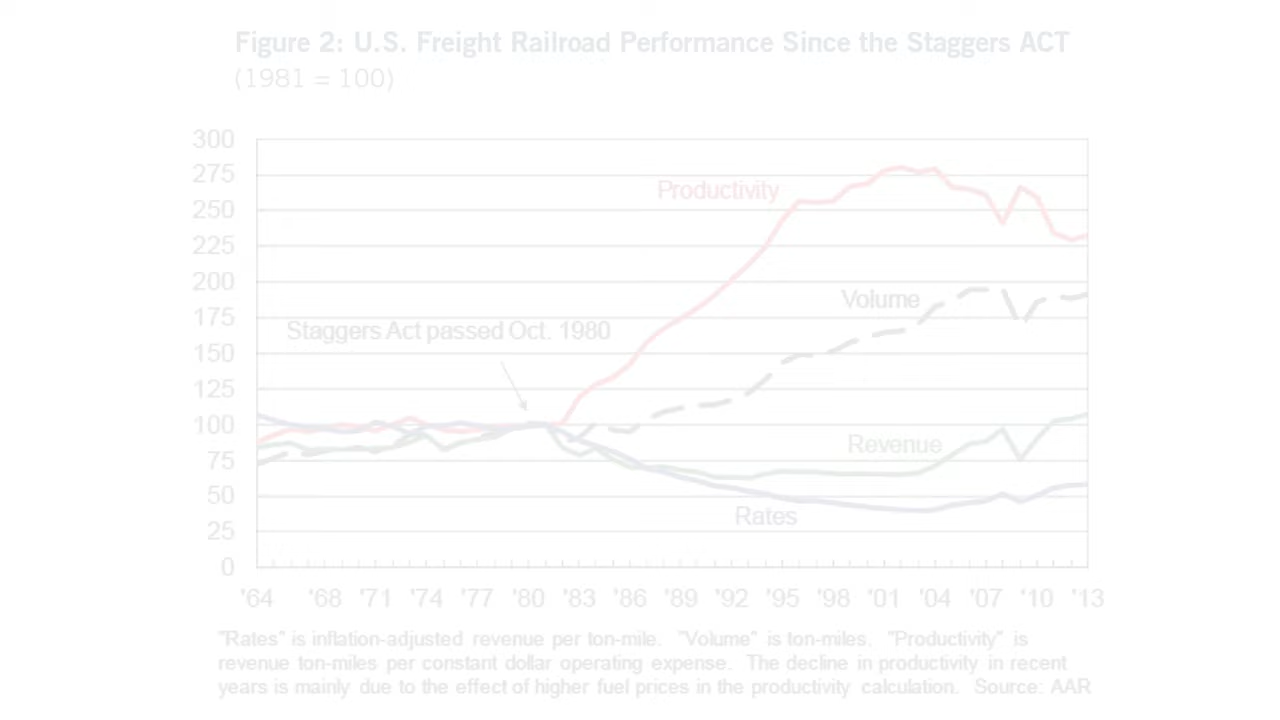 Figure 2: U.S. Freight Railroad Performance Since the Staggers ACT
(1981 = 100)
300
275
Productivity
250
225
200
Volume
175
Staggers Act passed Oct. 1980
150
125
100
Revenue
75
50
Rates
25
0
'64 '68 '71 '74 '77 '80 '83 '86 '89 '92 '95 '98 '01 '04 '07 '10 '13
"Rates" is inflation-adjusted revenue per ton-mile. "Volume" is ton-miles. "Productivity" is
revenue ton-miles per constant dollar operating expense. The decline in productivity in recent
years is mainly due to the effect of higher fuel prices in the productivity calculation. Source: AAR